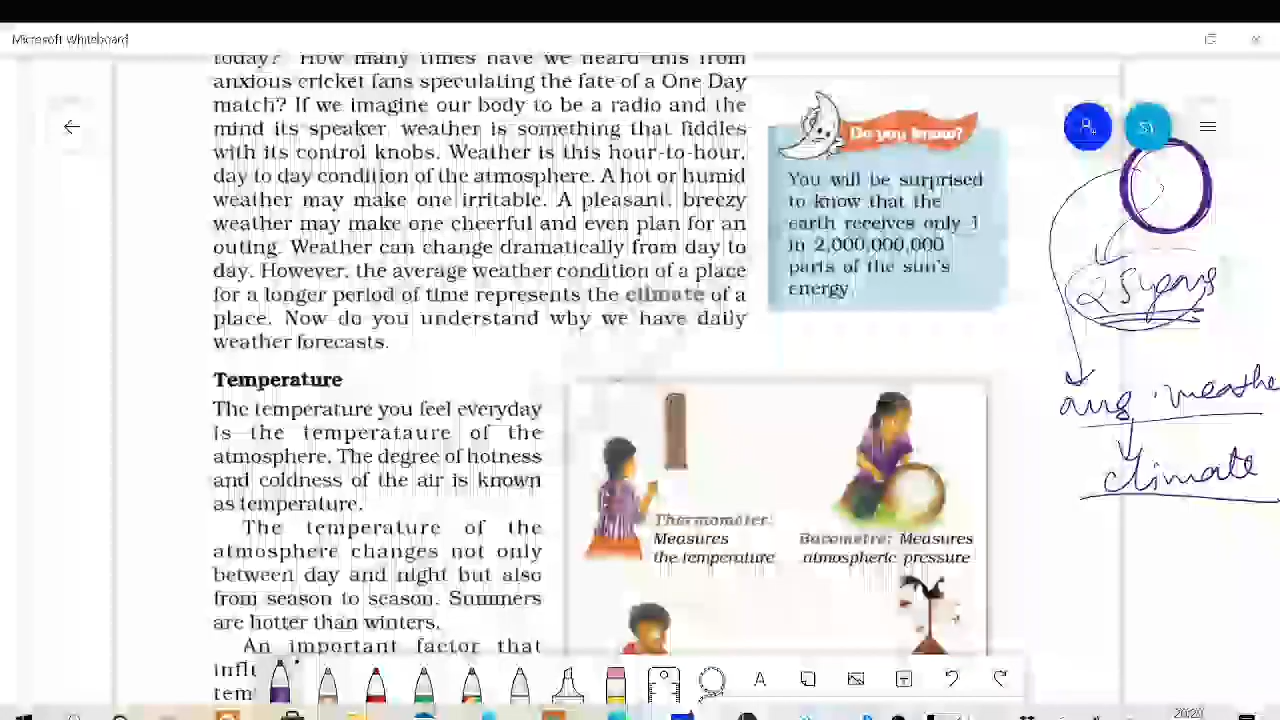 Microsoft Whiteboard
today? How many times have we heard this from
anxious cricket fans speculating the fate of a One Day
match? If we imagine our body to be a radio and the
mind its speaker, weather is something that fiddles
with its control knobs. Weather is this hour-to-hour,
day to day condition of the atmosphere. A hot or humid
weather may make one irritable. A pleasant, breezy
weather may make one cheerful and even plan for an
outing. Weather can change dramatically from day to
day. However, the average weather condition of a place
for a longer period of time represents the climate of a
place. Now do you understand why we have daily
weather forecasts.
Do you know?
You will be surprised
to know that the
earth receives only 1
in 2,000,000,000
parts of the sun's
energy
25 years
avg. weathe
climate
Temperature
The temperature you feel everyday
is the temperataure of the
atmosphere. The degree of hotness
and coldness of the air is known
as temperature.
The temperature of the
atmosphere changes not only
between day and night but also
from season to season. Summers
are hotter than winters.
An important factor that
infl
tem
Thermometer:
Measures
the temperature
Barometre: Measures
atmospheric pressure
A
T